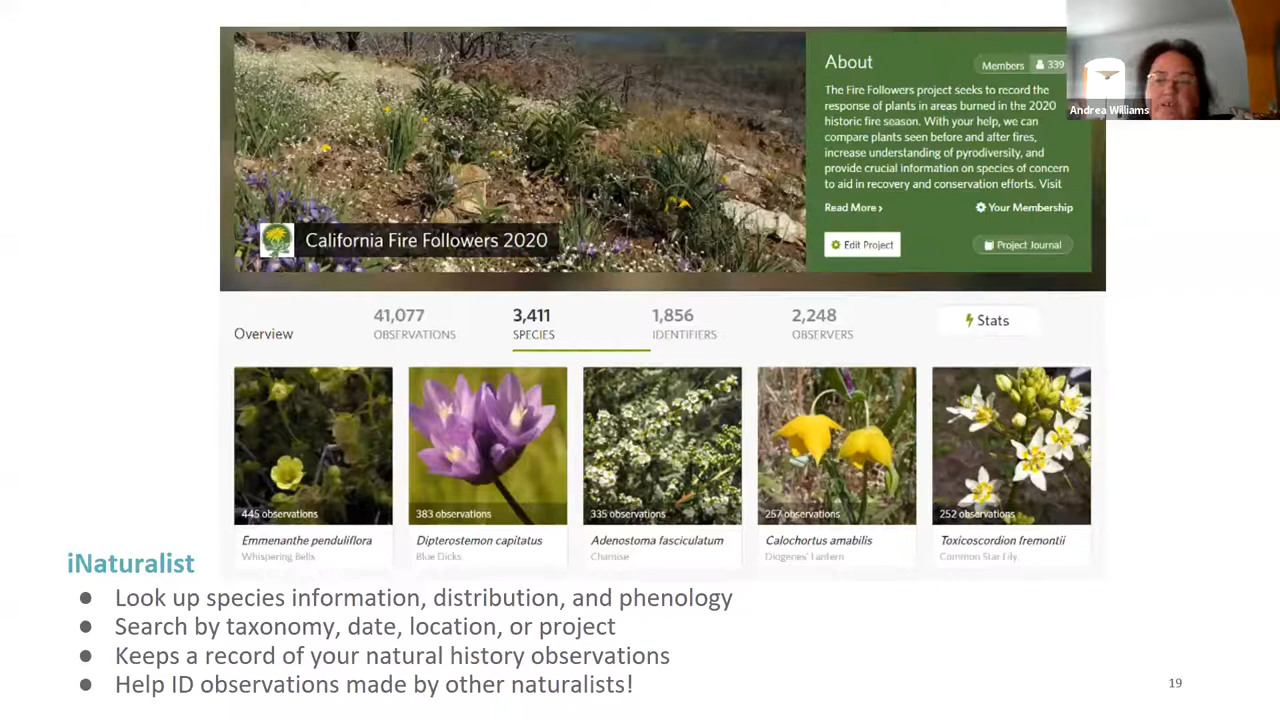 About
Members 339
The Fire Followers project seeks to record the
response of plants in areas burned in the 2020
historic fire season. With your help, we can
compare plants seen before and after fires,
increase understanding of pyrodiversity, and
provide crucial information on species of concern
to aid in recovery and conservation efforts. Visit
Read More ›
Your Membership
Edit Project
Project Journal
Andrea Williams
California Fire Followers 2020
Overview
41,077
OBSERVATIONS
3,411
SPECIES
1,856
IDENTIFIERS
2,248
OBSERVERS
Stats
445 observations
Emmenanthe penduliflora
Whispering Bells
383 observations
Dipterostemon capitatus
Blue Dicks
335 observations
Adenostoma fasciculatum
Chamise
257 observations
Calochortus amabilis
Diogenes' Lantern
252 observations
Toxicoscordion fremontii
Common Star Lily
iNaturalist
● Look up species information, distribution, and phenology
● Search by taxonomy, date, location, or project
● Keeps a record of your natural history observations
● Help ID observations made by other naturalists!
19